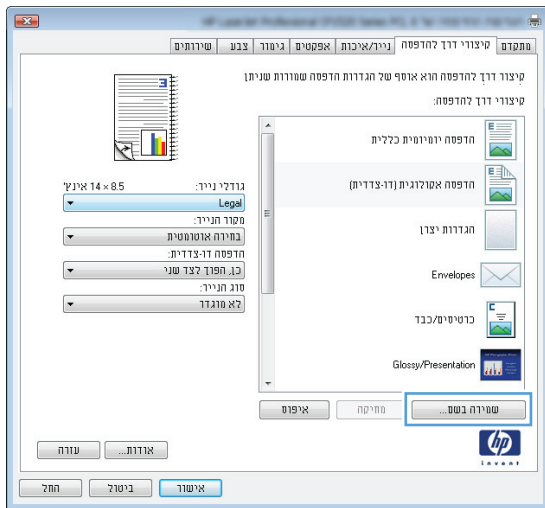 מתקדם
קיצורי דרך להדפסה
נייר/איכות
אפקטים
גימור
צבע
שירותים
קיצור דרך להדפסה הוא אוסף של הגדרות הדפסה שמורות שניתן
קיצורי דרך להדפסה:
הדפסה יומיומית כללית
הדפסה אקולוגית (דו-צדדית)
הגדרות יצרן
Envelopes
כרטיסים/כבד
Glossy/Presentation
שמירה בשם...
מחיקה
איפוס
גודלי נייר:
8.5 × 14 אינץ'
Legal
מקור הנייר:
בחירה אוטומטית
הדפסה דו-צדדית:
כן, הפוך לצד שני
סוג הנייר:
לא מוגדר
hp
invent
אודות...
עזרה
אישור
ביטול
החל